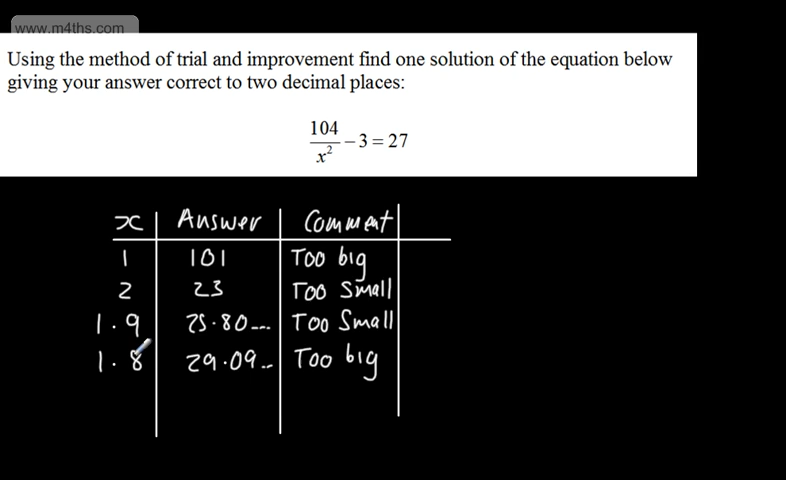 www.m4ths.com
Using the method of trial and improvement find one solution of the equation below
giving your answer correct to two decimal places:
104/x² − 3 = 27
x Answer Comment
1 101 Too big
2 23 Too Small
1.9 25.80... Too Small
1.8 29.09.. Too big